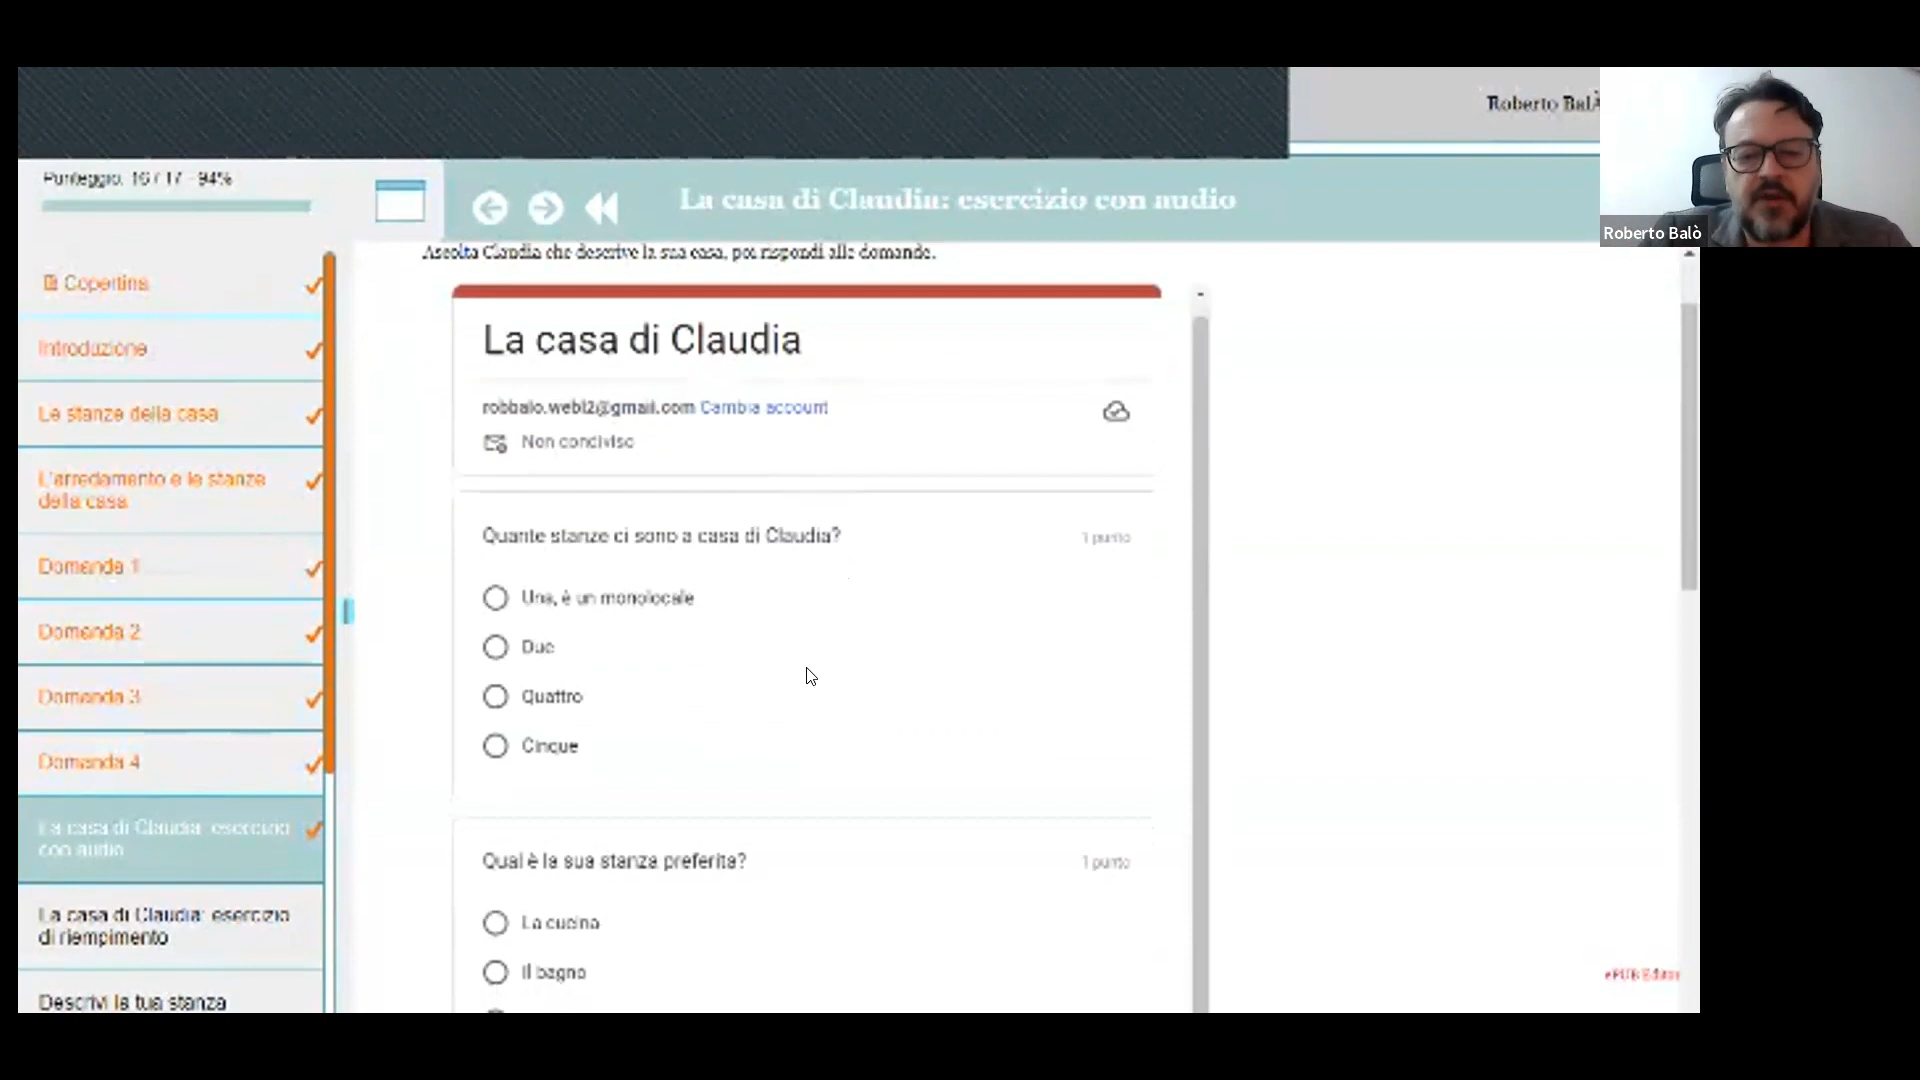 Roberto Bal
Roberto Balò
Punteggio: 16 / 17 - 94%
La casa di Claudia: esercizio con audio
Copertina
Introduzione
Le stanze della casa
L'arredamento e le stanze
della casa
Domanda 1
Domanda 2
Domanda 3
Domanda 4
La casa di Claudia: esercizio
con audio
La casa di Claudia: esercizio
di riempimento
Descrivi la tua stanza
Ascolta Claudia che descrive la sua casa, poi rispondi alle domande.
La casa di Claudia
robbalo.webl2@gmail.com Cambia account
Non condiviso
Quante stanze ci sono a casa di Claudia? 1 punto
Una, è un monolocale
Due
Quattro
Cinque
Qual è la sua stanza preferita? 1 punto
La cucina
Il bagno
ePUB Editor